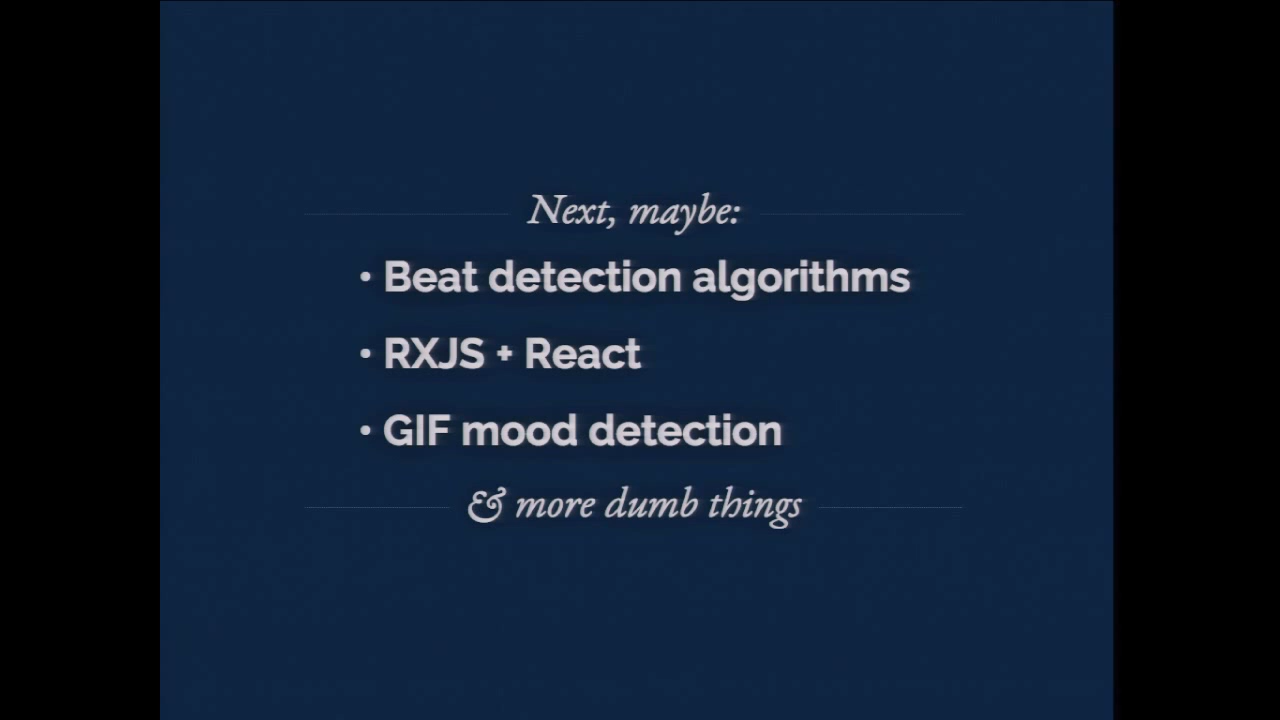 Next, maybe:
• Beat detection algorithms
• RXJS + React
• GIF mood detection
& more dumb things